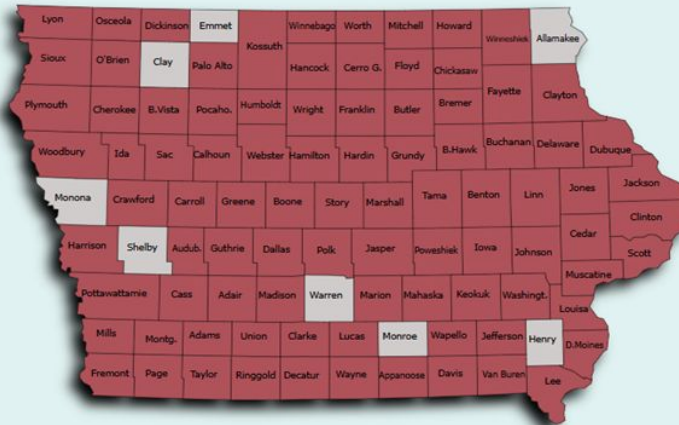 Lyon Osceola Dickinson Emmet Winnebago Worth Mitchell Howard Allamakee
Kossuth Winneshiek
Sioux O'Brien Clay Palo Alto Hancock Cerro G. Floyd Chickasaw
Plymouth Cherokee B.Vista Pocaho. Humboldt Wright Franklin Butler Bremer Fayette Clayton
Woodbury Ida Sac Calhoun Webster Hamilton Hardin Grundy B.Hawk Buchanan Delaware Dubuque
Monona Crawford Carroll Greene Boone Story Marshall Tama Benton Linn Jones Jackson
Clinton
Harrison Shelby Audub. Guthrie Dallas Polk Jasper Poweshiek Iowa Johnson Cedar Scott
Muscatine
Pottawattamie Cass Adair Madison Warren Marion Mahaska Keokuk Washingt. Louisa
Mills Montg. Adams Union Clarke Lucas Monroe Wapello Jefferson Henry D.Moines
Fremont Page Taylor Ringgold Decatur Wayne Appanoose Davis Van Buren Lee